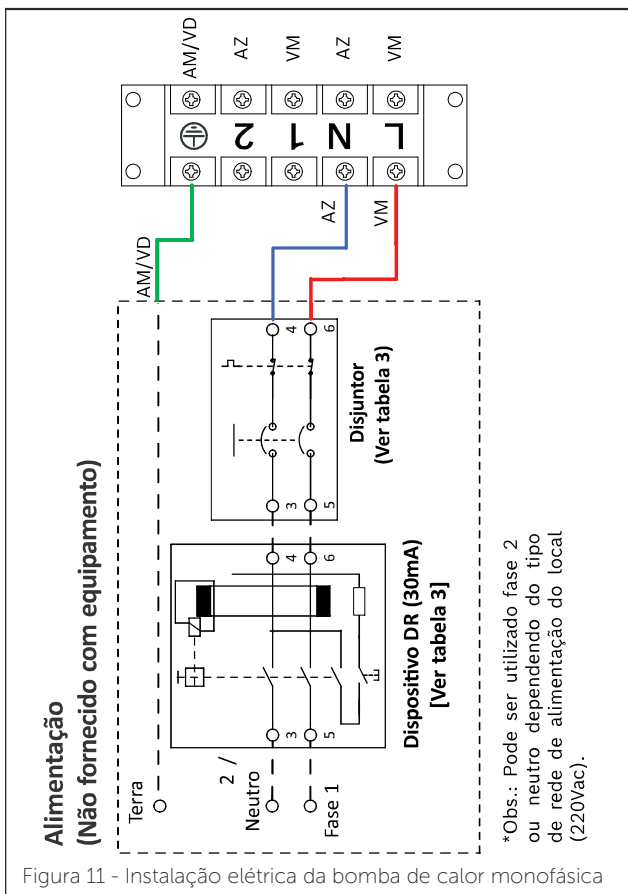 Alimentação
(Não fornecido com equipamento)
Terra
2 /
Neutro
Fase 1
3
5
4
6
Dispositivo DR (30mA)
[Ver tabela 3]
3
5
4
6
Disjuntor
(Ver tabela 3)
AM/VD
AZ
VM
AM/VD
AZ
VM
AZ
VM
2
1
N
L
*Obs.: Pode ser utilizado fase 2
ou neutro dependendo do tipo
de rede de alimentação do local
(220Vac).
Figura 11 - Instalação elétrica da bomba de calor monofásica